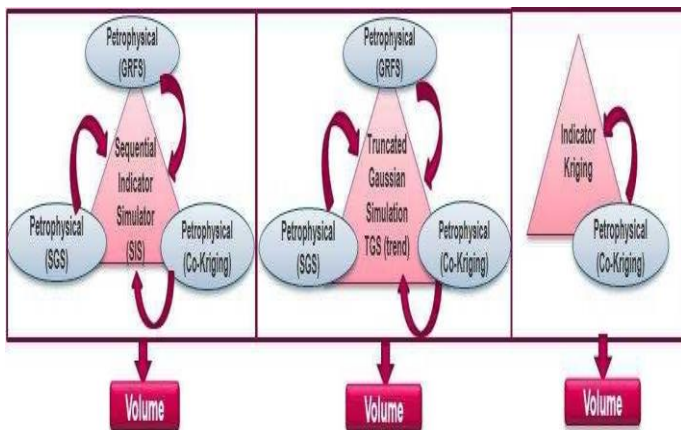 Petrophysical
(GRFS)
Sequential
Indicator
Simulator
(SIS)
Petrophysical
(SGS)
Petrophysical
(Co-Kriging)
Volume
Petrophysical
(GRFS)
Truncated
Gaussian
Simulation
TGS (trend)
Petrophysical
(SGS)
Petrophysical
(Co-Kriging)
Volume
Indicator
Kriging
Petrophysical
(Co-Kriging)
Volume